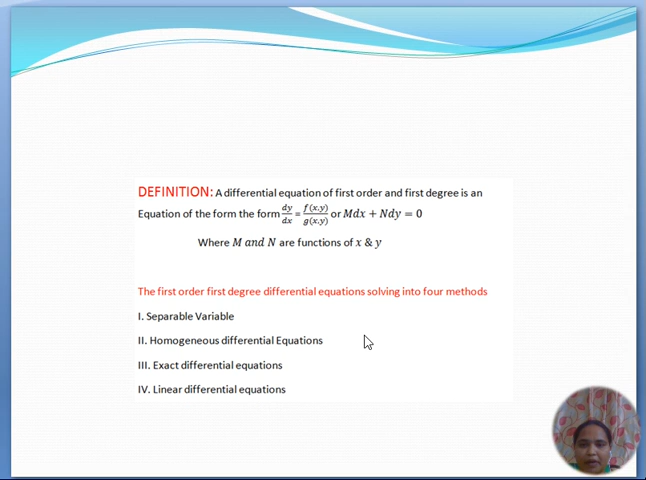 DEFINITION: A differential equation of first order and first degree is an
Equation of the form the form dy/dx = f(x,y)/g(x,y) or Mdx + Ndy = 0
Where M and N are functions of x & y
The first order first degree differential equations solving into four methods
I. Separable Variable
II. Homogeneous differential Equations
III. Exact differential equations
IV. Linear differential equations